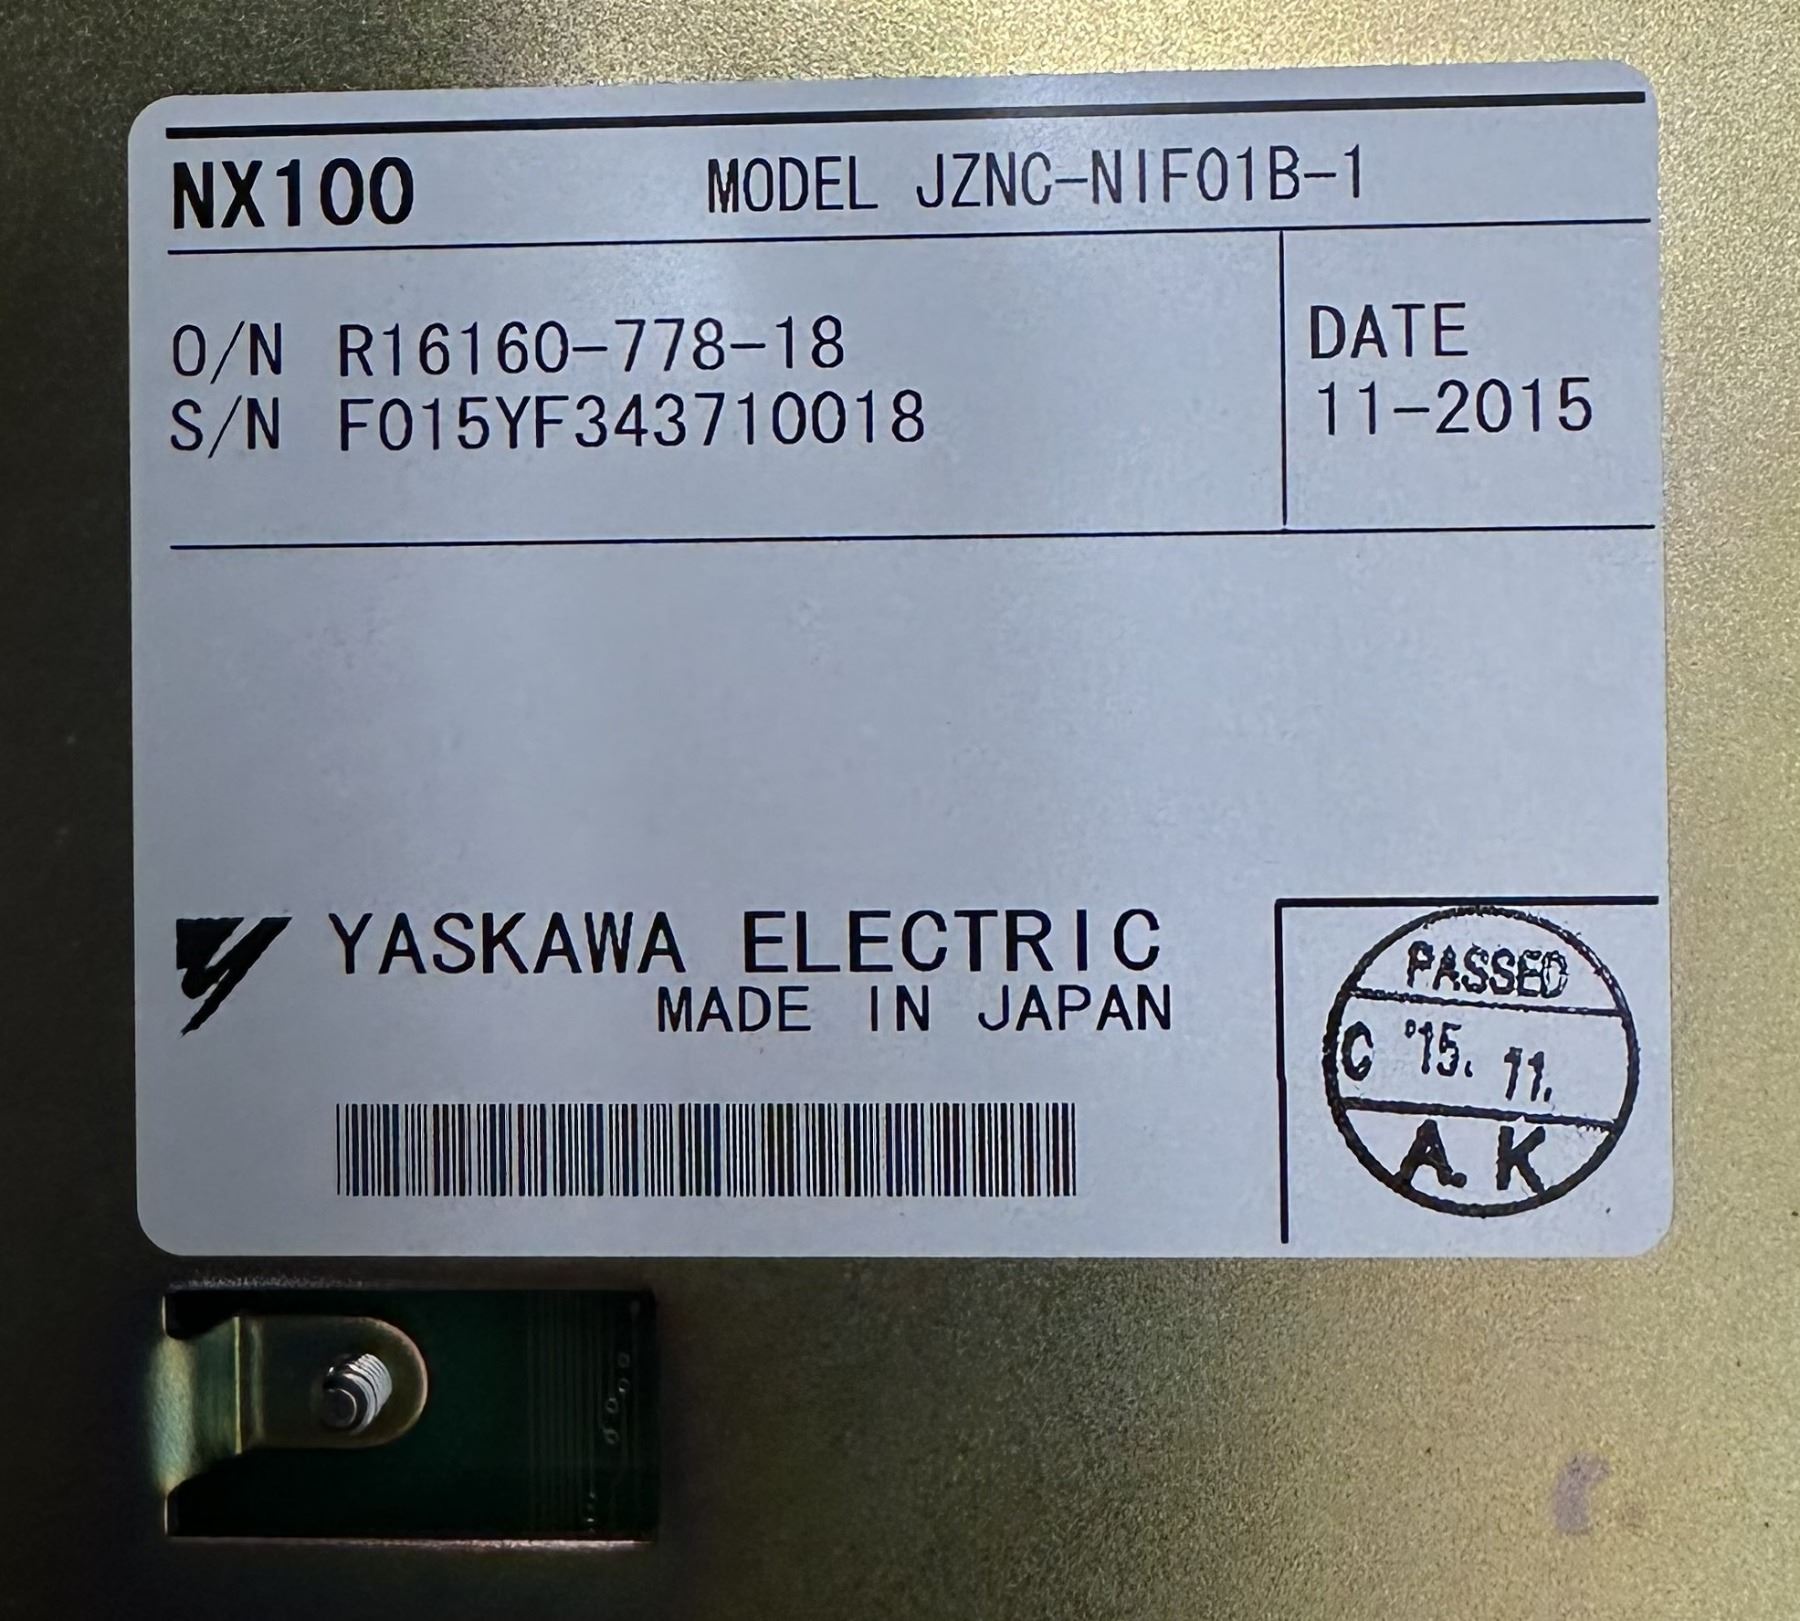 NX100 MODEL JZNC-NIF01B-1
O/N R16160-778-18
S/N F015YF343710018
DATE
11-2015
YASKAWA ELECTRIC
MADE IN JAPAN
PASSED
C '15. 11.
A. K